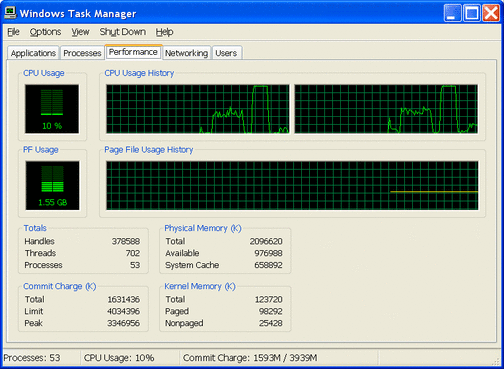 Windows Task Manager
File Options View Shut Down Help
Applications Processes Performance Networking Users
CPU Usage CPU Usage History
10 %
PF Usage Page File Usage History
1.55 GB
Totals Physical Memory (K)
Handles 378588 Total 2096620
Threads 702 Available 976988
Processes 53 System Cache 658892
Commit Charge (K) Kernel Memory (K)
Total 1631436 Total 123720
Limit 4034396 Paged 98292
Peak 3346956 Nonpaged 25428
Processes: 53 CPU Usage: 10% Commit Charge: 1593M / 3939M